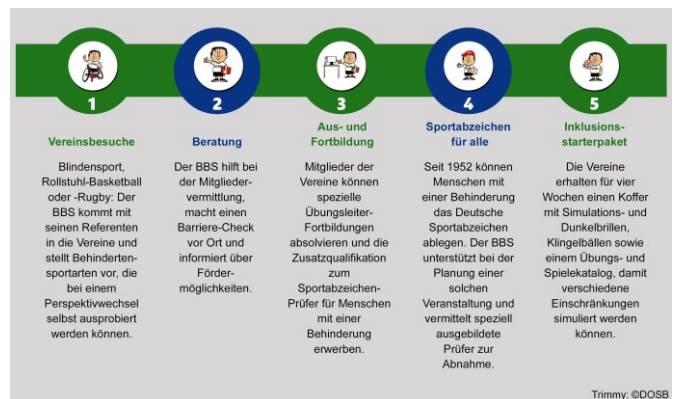 1
Vereinsbesuche
Blindensport,
Rollstuhl-Basketball
oder -Rugby: Der
BBS kommt mit
seinen Referenten
in die Vereine und
stellt Behinderten-
sportarten vor, die
bei einem
Perspektivwechsel
selbst ausprobiert
werden können.
2
Beratung
Der BBS hilft bei
der Mitglieder-
vermittlung,
macht einen
Barriere-Check
vor Ort und
informiert über
Förder-
möglichkeiten.
3
Aus- und
Fortbildung
Mitglieder der
Vereine können
spezielle
Übungsleiter-
Fortbildungen
absolvieren und die
Zusatzqualifikation
zum
Sportabzeichen-
Prüfer für Menschen
mit einer
Behinderung
erwerben.
4
Sportabzeichen
für alle
Seit 1952 können
Menschen mit
einer Behinderung
das Deutsche
Sportabzeichen
ablegen. Der BBS
unterstützt bei der
Planung einer
solchen
Veranstaltung und
vermittelt speziell
ausgebildete
Prüfer zur
Abnahme.
5
Inklusions-
starterpaket
Die Vereine
erhalten für vier
Wochen einen Koffer
mit Simulations- und
Dunkelbrillen,
Klingelbällen sowie
einem Übungs- und
Spielekatalog, damit
verschiedene
Einschränkungen
simuliert werden
können.
Trimmy: ©DOSB